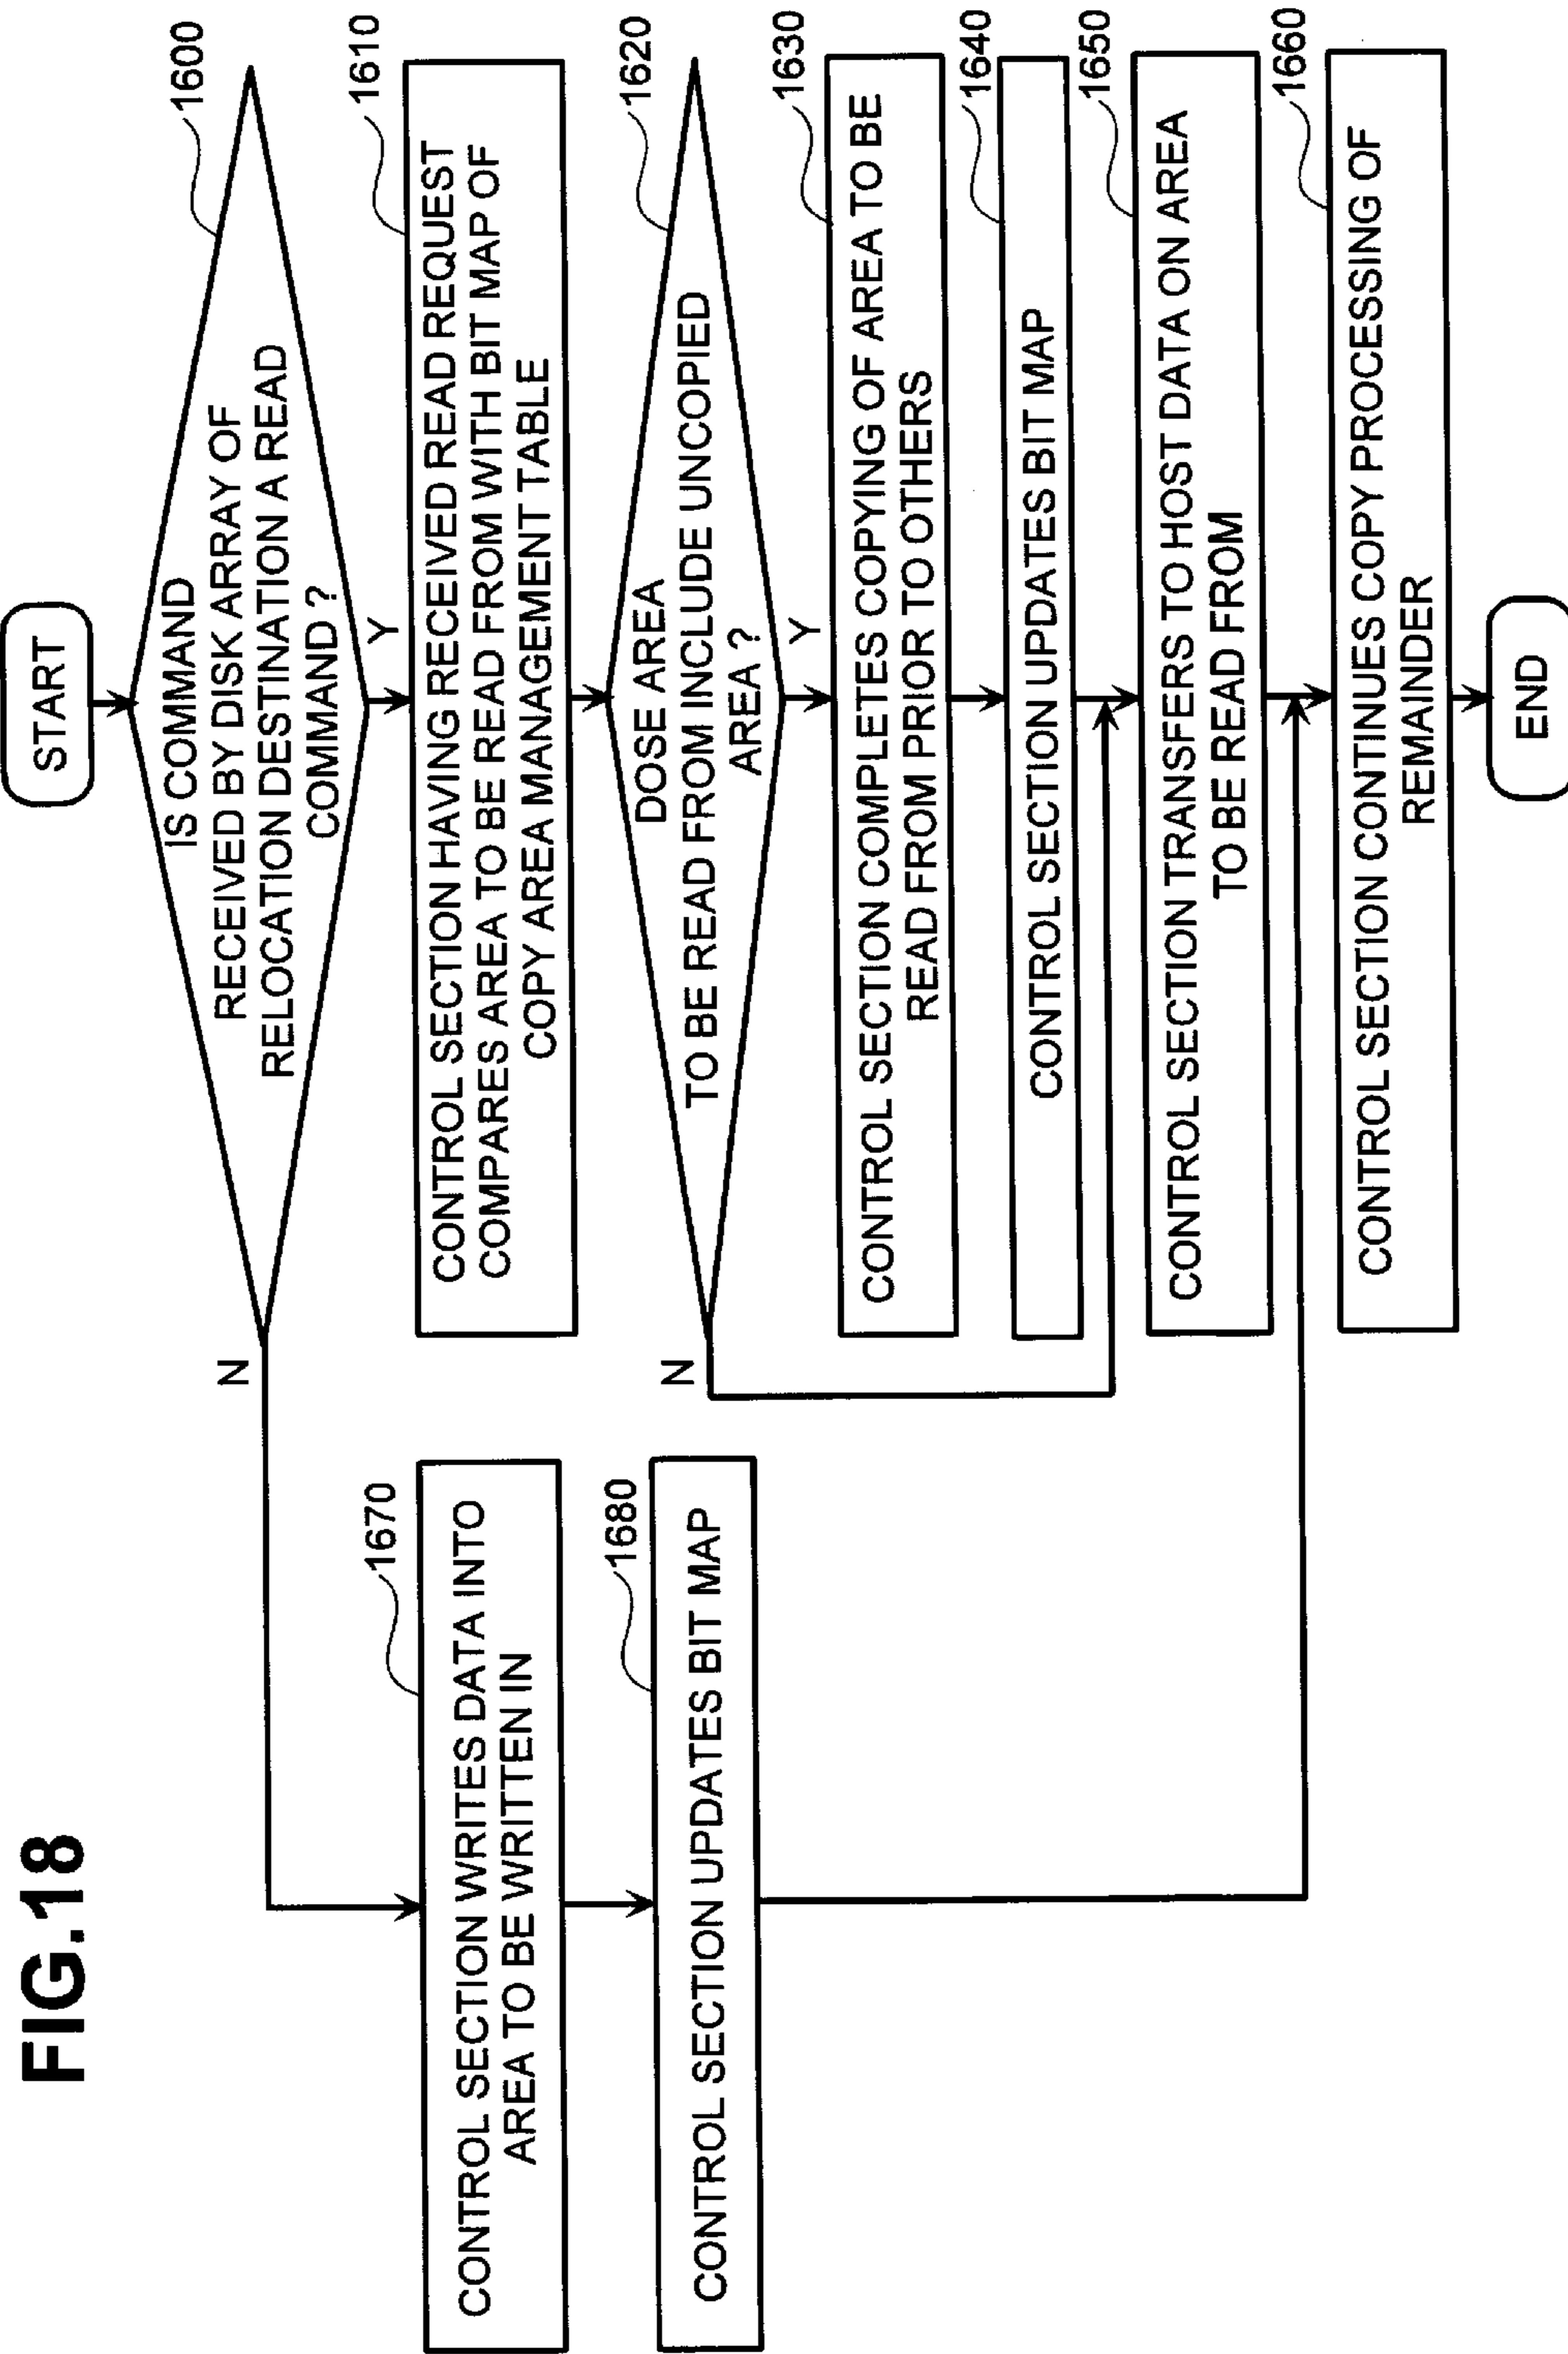 FIG.18
START
1600
IS COMMAND
RECEIVED BY DISK ARRAY OF
RELOCATION DESTINATION A READ
COMMAND ?
N
Y
1610
CONTROL SECTION HAVING RECEIVED READ REQUEST
COMPARES AREA TO BE READ FROM WITH BIT MAP OF
COPY AREA MANAGEMENT TABLE
1620
DOSE AREA
TO BE READ FROM INCLUDE UNCOPIED
AREA ?
N
Y
1630
CONTROL SECTION COMPLETES COPYING OF AREA TO BE
READ FROM PRIOR TO OTHERS
1640
CONTROL SECTION UPDATES BIT MAP
1650
CONTROL SECTION TRANSFERS TO HOST DATA ON AREA
TO BE READ FROM
1660
CONTROL SECTION CONTINUES COPY PROCESSING OF
REMAINDER
END
1670
CONTROL SECTION WRITES DATA INTO
AREA TO BE WRITTEN IN
1680
CONTROL SECTION UPDATES BIT MAP